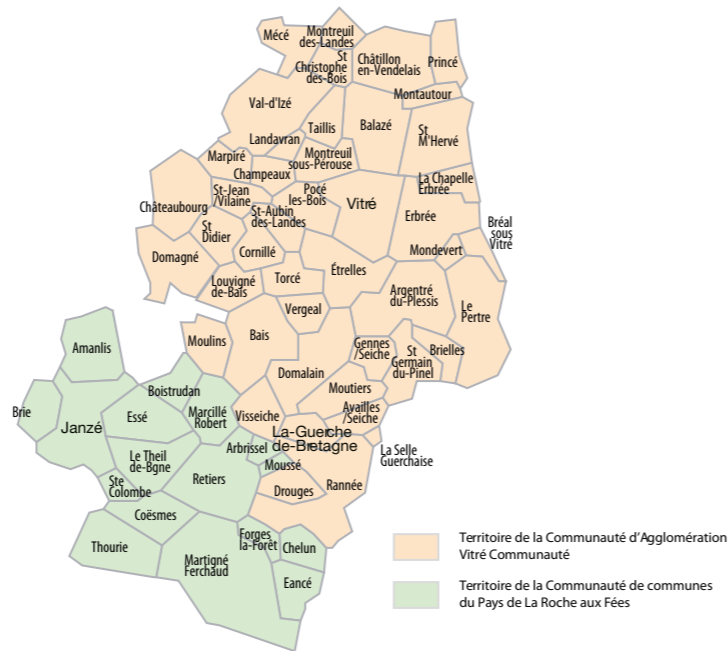 Mécé
Montreuil
des-Landes
St
Christophe
des-Bois
Châtillon
en-Vendelais
Princé
Montautour
Val-d'Izé
Taillis
Balazé
St
M'Hervé
Landavran
Marpiré
Champeaux
Montreuil
sous-Pérouse
La Chapelle
Erbrée
St-Jean
/Vilaine
Pocé
les-Bois
Vitré
Châteaubourg
St-Aubin
des-Landes
Erbrée
Bréal
sous
Vitré
St
Didier
Cornillé
Mondevert
Domagné
Étrelles
Louvigné
de-Bais
Torcé
Argentré
du-Plessis
Le
Pertre
Vergeal
Amanlis
Moulins
Bais
Gennes
/Seiche
St
Germain
du-Pinel
Brielles
Domalain
Boistrudan
Moutiers
Brie
Janzé
Essé
Marcillé
Robert
Visseiche
Availles
/Seiche
La-Guerche
de-Bretagne
Arbrissel
La Selle
Guerchaise
Le Theil
de-Bgne
Moussé
Ste
Colombe
Retiers
Drouges
Rannée
Coësmes
Thourie
Martigné
Ferchaud
Forges
la-Forêt
Chelun
Eancé
Territoire de la Communauté d'Agglomération
Vitré Communauté
Territoire de la Communauté de communes
du Pays de La Roche aux Fées